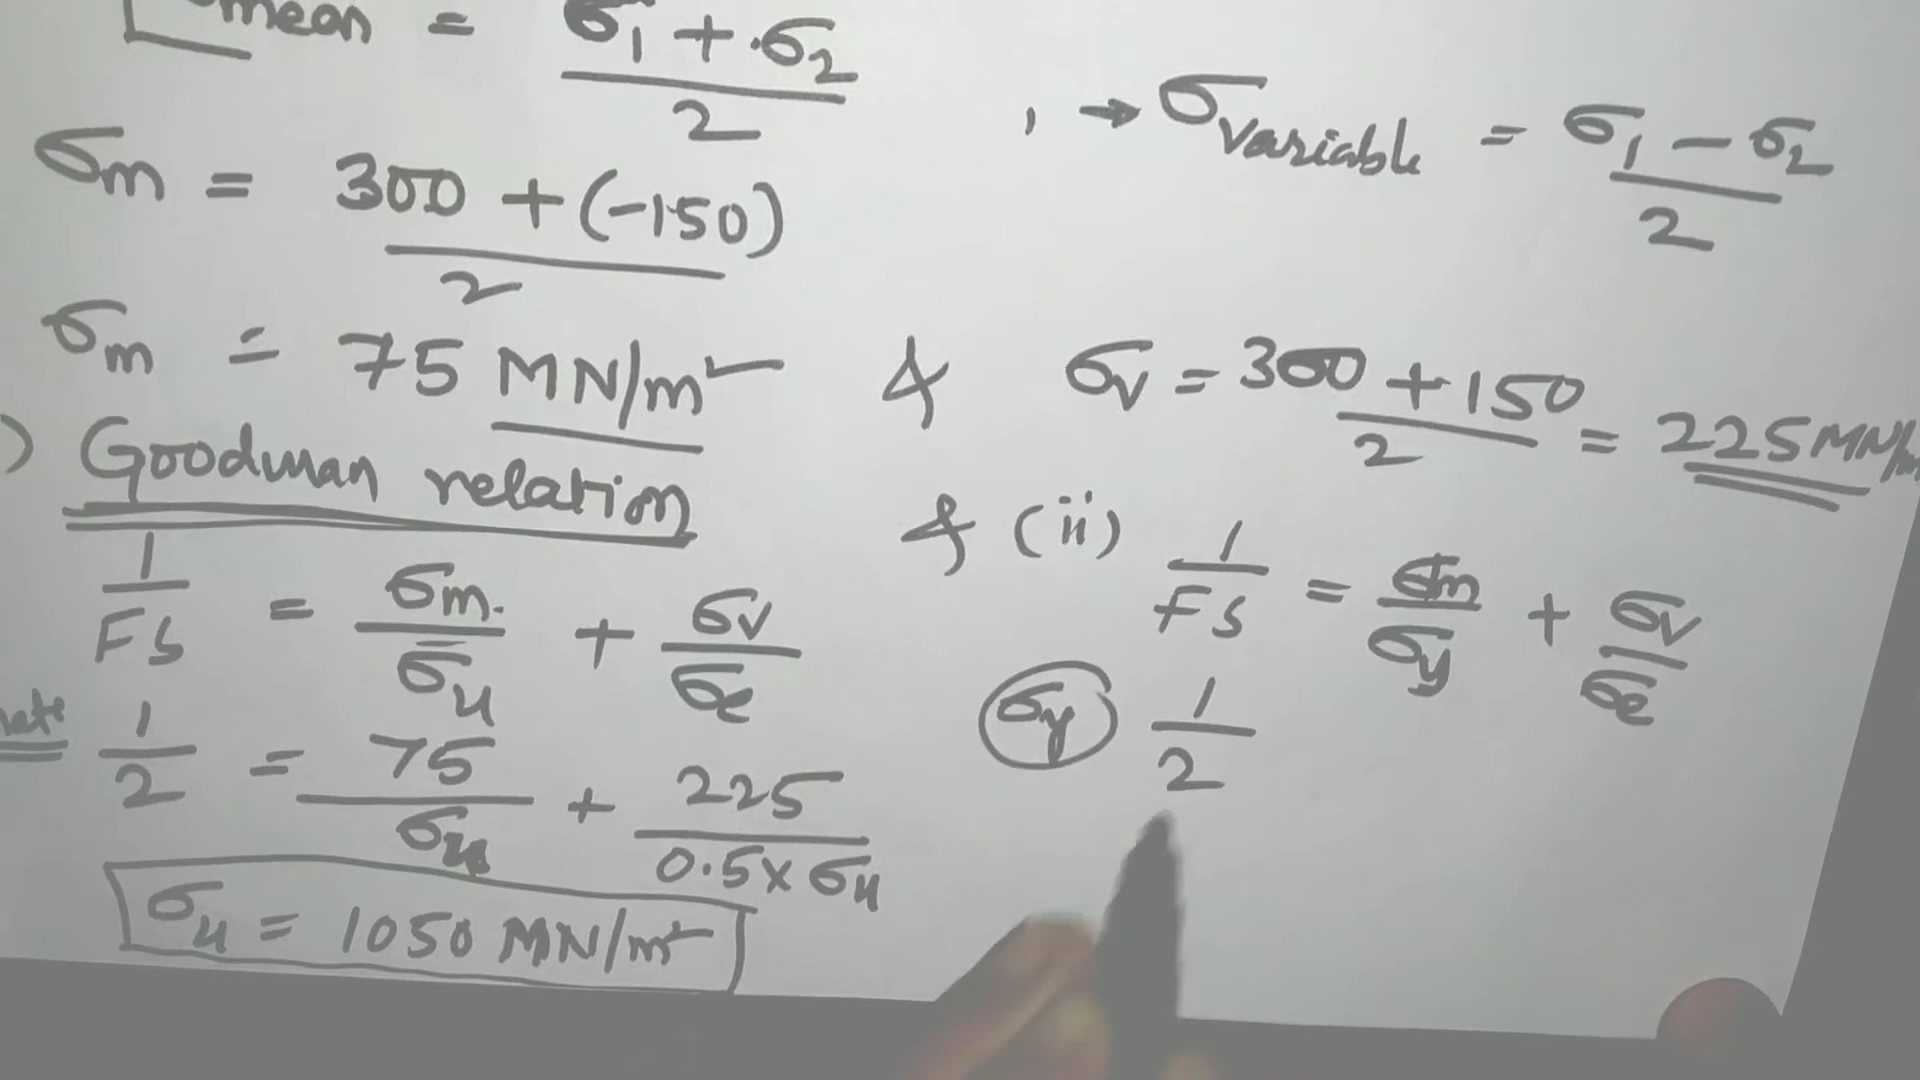 mean = σ1 + σ2 / 2 , → σvariable = σ1 − σ2 / 2
σm = 300 + (-150) / 2
σm = 75 MN/m² & σv = 300 + 150 / 2 = 225 MN/m
) Goodman relation & (ii) 1/FS = σm/σy + σv/σe
1/FS = σm/σu + σv/σe
1/2 = 75/σu + 225/0.5×σu
σy 1/2
σu = 1050 MN/m²